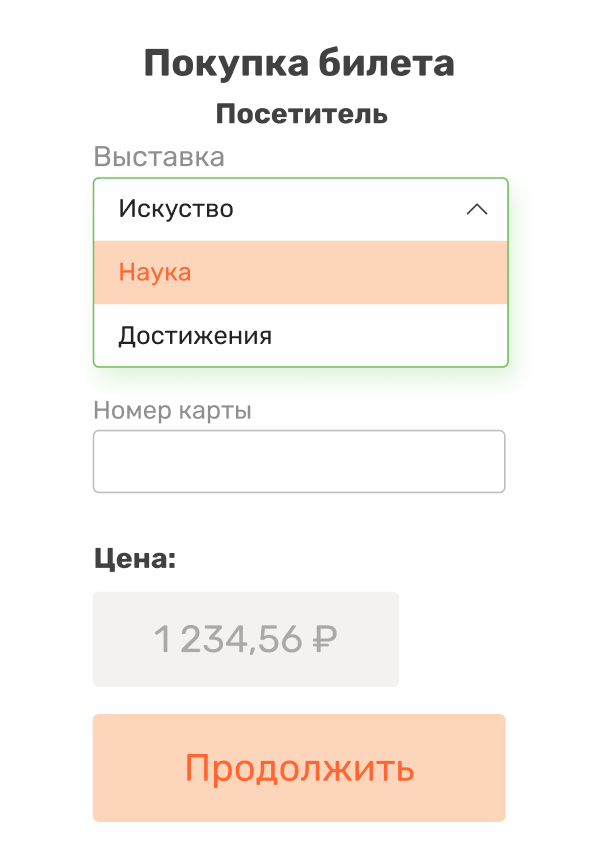 Покупка билета
Посетитель
Выставка
Искуство
Наука
Достижения
Номер карты
Цена:
1 234,56 ₽
Продолжить